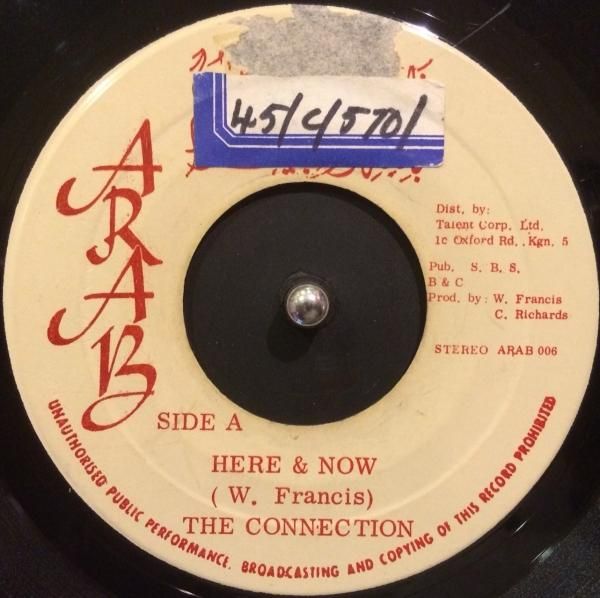 45/C/570/
ARAB
Dist. by:
Talent Corp. Ltd.
1c Oxford Rd., Kgn. 5
Pub. S. B. S.
B & C
Prod. by: W. Francis
C. Richards
STEREO ARAB 006
SIDE A
HERE & NOW
( W. Francis)
THE CONNECTION
UNAUTHORISED PUBLIC PERFORMANCE. BROADCASTING AND COPYING OF THIS RECORD PROHIBITED